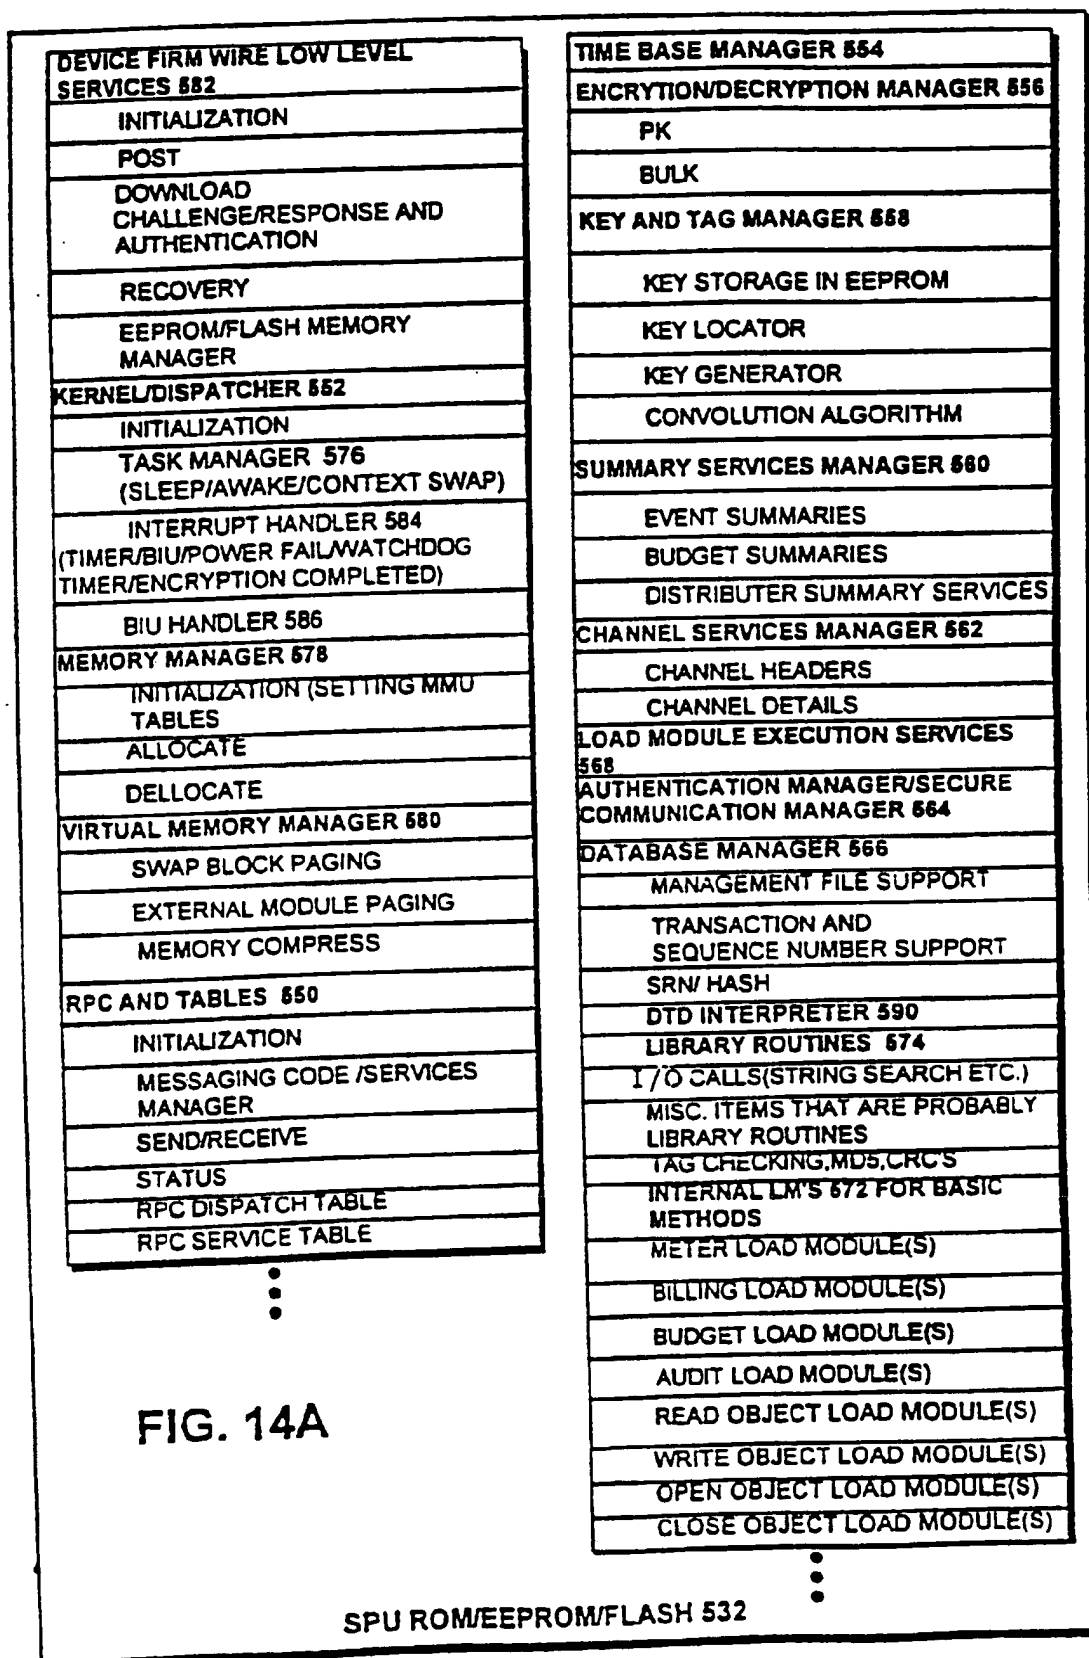 DEVICE FIRM WIRE LOW LEVEL
SERVICES 582
INITIALIZATION
POST
DOWNLOAD
CHALLENGE/RESPONSE AND
AUTHENTICATION
RECOVERY
EEPROM/FLASH MEMORY
MANAGER
KERNEL/DISPATCHER 552
INITIALIZATION
TASK MANAGER 576
(SLEEP/AWAKE/CONTEXT SWAP)
INTERRUPT HANDLER 584
(TIMER/BIU/POWER FAIL/WATCHDOG
TIMER/ENCRYPTION COMPLETED)
BIU HANDLER 586
MEMORY MANAGER 578
INITIALIZATION (SETTING MMU
TABLES
ALLOCATE
DELLOCATE
VIRTUAL MEMORY MANAGER 580
SWAP BLOCK PAGING
EXTERNAL MODULE PAGING
MEMORY COMPRESS
RPC AND TABLES 550
INITIALIZATION
MESSAGING CODE /SERVICES
MANAGER
SEND/RECEIVE
STATUS
RPC DISPATCH TABLE
RPC SERVICE TABLE
TIME BASE MANAGER 554
ENCRYTION/DECRYPTION MANAGER 556
PK
BULK
KEY AND TAG MANAGER 558
KEY STORAGE IN EEPROM
KEY LOCATOR
KEY GENERATOR
CONVOLUTION ALGORITHM
SUMMARY SERVICES MANAGER 560
EVENT SUMMARIES
BUDGET SUMMARIES
DISTRIBUTER SUMMARY SERVICES
CHANNEL SERVICES MANAGER 562
CHANNEL HEADERS
CHANNEL DETAILS
LOAD MODULE EXECUTION SERVICES
568
AUTHENTICATION MANAGER/SECURE
COMMUNICATION MANAGER 564
DATABASE MANAGER 566
MANAGEMENT FILE SUPPORT
TRANSACTION AND
SEQUENCE NUMBER SUPPORT
SRN/ HASH
DTD INTERPRETER 590
LIBRARY ROUTINES 574
I/O CALLS(STRING SEARCH ETC.)
MISC. ITEMS THAT ARE PROBABLY
LIBRARY ROUTINES
TAG CHECKING,MD5,CRC'S
INTERNAL LM'S 572 FOR BASIC
METHODS
METER LOAD MODULE(S)
BILLING LOAD MODULE(S)
BUDGET LOAD MODULE(S)
AUDIT LOAD MODULE(S)
READ OBJECT LOAD MODULE(S)
WRITE OBJECT LOAD MODULE(S)
OPEN OBJECT LOAD MODULE(S)
CLOSE OBJECT LOAD MODULE(S)
FIG. 14A
SPU ROM/EEPROM/FLASH 532